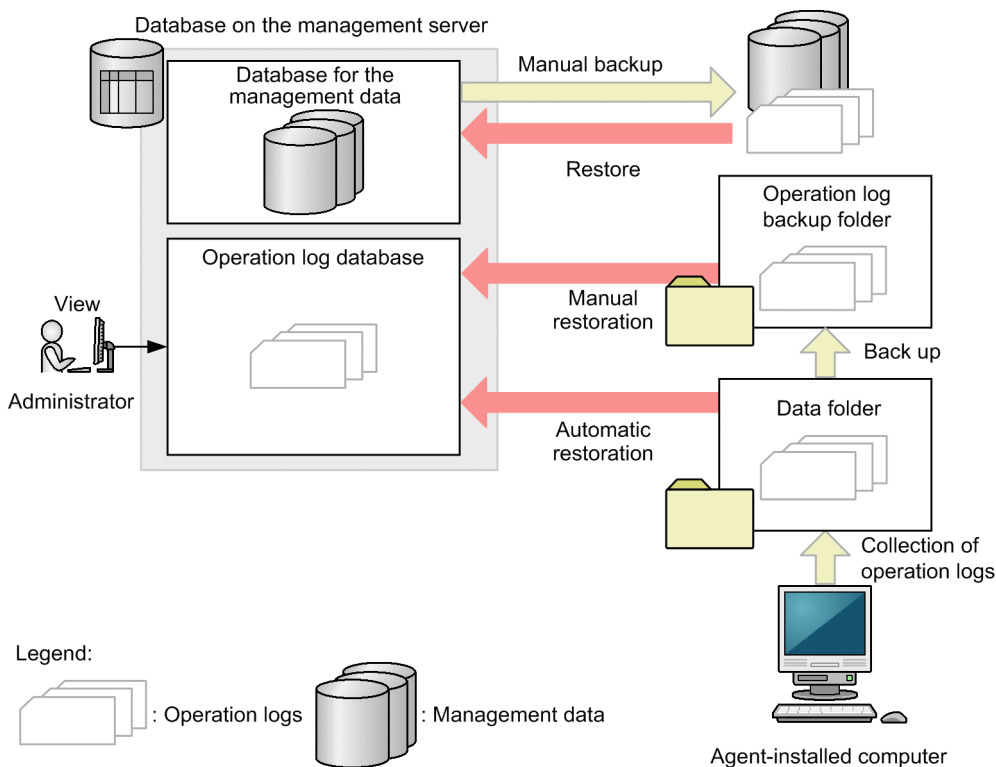 Database on the management server
Database for the
management data
Manual backup
Restore
Operation log
backup folder
Operation log database
View
Manual
restoration
Back up
Administrator
Data folder
Automatic
restoration
Collection of
operation logs
Legend:
: Operation logs
: Management data
Agent-installed computer